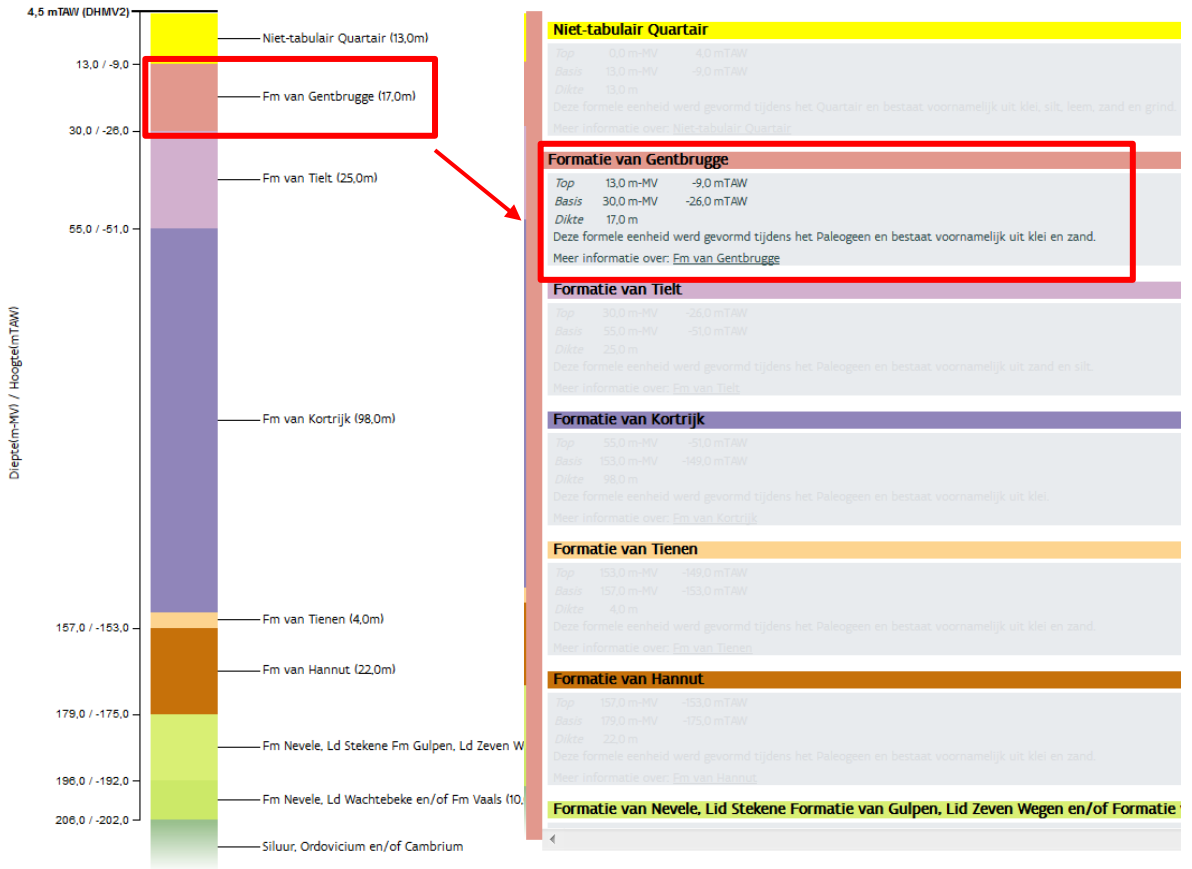 4,5 mTAW (DHMV2)
Niet-tabulair Quartair (13,0m)
13,0 / -9,0
Fm van Gentbrugge (17,0m)
30,0 / -26,0
Fm van Tielt (25,0m)
55,0 / -51,0
Diepte(m-MV) / Hoogte(mTAW)
Fm van Kortrijk (98,0m)
Fm van Tienen (4,0m)
157,0 / -153,0
Fm van Hannut (22,0m)
179,0 / -175,0
Fm Nevele, Ld Stekene Fm Gulpen, Ld Zeven W
196,0 / -192,0
Fm Nevele, Ld Wachtebeke en/of Fm Vaals (10,
206,0 / -202,0
Siluur, Ordovicium en/of Cambrium
Niet-tabulair Quartair
Top 0,0 m-MV 4,0 mTAW
Basis 13,0 m-MV -9,0 mTAW
Dikte 13,0 m
Deze formele eenheid werd gevormd tijdens het Quartair en bestaat voornamelijk uit klei, silt, leem, zand en grind.
Meer informatie over: Niet-tabulair Quartair
Formatie van Gentbrugge
Top 13,0 m-MV -9,0 mTAW
Basis 30,0 m-MV -26,0 mTAW
Dikte 17,0 m
Deze formele eenheid werd gevormd tijdens het Paleogeen en bestaat voornamelijk uit klei en zand.
Meer informatie over: Fm van Gentbrugge
Formatie van Tielt
Top 30,0 m-MV -26,0 mTAW
Basis 55,0 m-MV -51,0 mTAW
Dikte 25,0 m
Deze formele eenheid werd gevormd tijdens het Paleogeen en bestaat voornamelijk uit zand en silt.
Meer informatie over: Fm van Tielt
Formatie van Kortrijk
Top 55,0 m-MV -51,0 mTAW
Basis 153,0 m-MV -149,0 mTAW
Dikte 98,0 m
Deze formele eenheid werd gevormd tijdens het Paleogeen en bestaat voornamelijk uit klei.
Meer informatie over: Fm van Kortrijk
Formatie van Tienen
Top 153,0 m-MV -149,0 mTAW
Basis 157,0 m-MV -153,0 mTAW
Dikte 4,0 m
Deze formele eenheid werd gevormd tijdens het Paleogeen en bestaat voornamelijk uit klei en zand.
Meer informatie over: Fm van Tienen
Formatie van Hannut
Top 157,0 m-MV -153,0 mTAW
Basis 179,0 m-MV -175,0 mTAW
Dikte 22,0 m
Deze formele eenheid werd gevormd tijdens het Paleogeen en bestaat voornamelijk uit klei en zand.
Meer informatie over: Fm van Hannut
Formatie van Nevele, Lid Stekene Formatie van Gulpen, Lid Zeven Wegen en/of Formatie